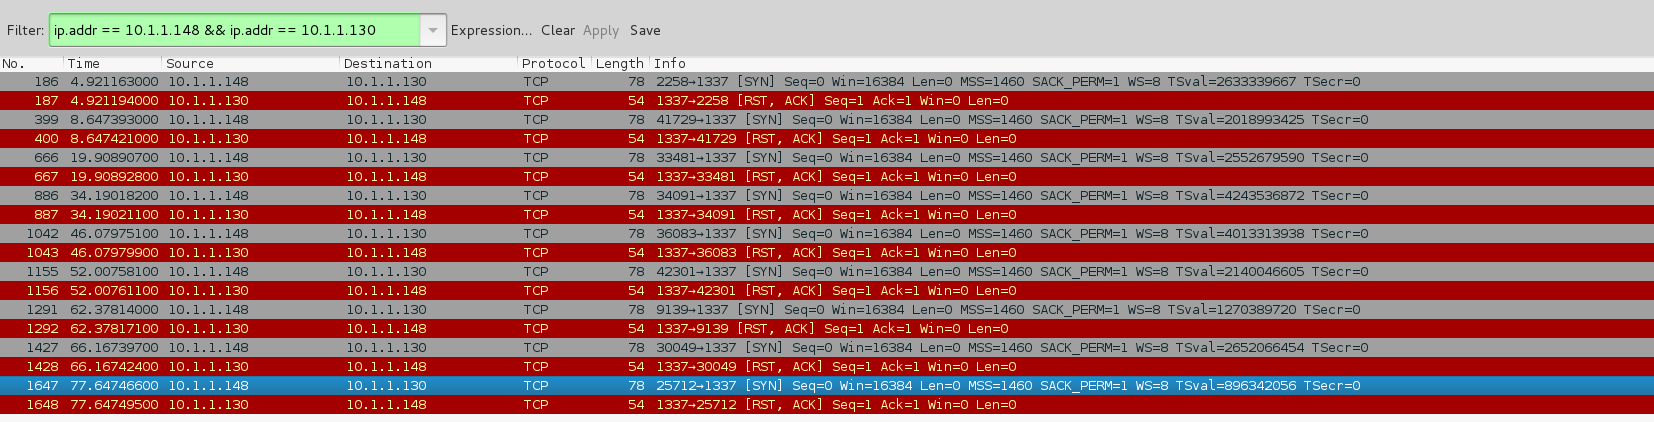 Filter: ip.addr == 10.1.1.148 && ip.addr == 10.1.1.130 Expression... Clear Apply Save
No. Time Source Destination Protocol Length Info
186 4.921163000 10.1.1.148 10.1.1.130 TCP 78 2258→1337 [SYN] Seq=0 Win=16384 Len=0 MSS=1460 SACK_PERM=1 WS=8 TSval=2633339667 TSecr=0
187 4.921194000 10.1.1.130 10.1.1.148 TCP 54 1337→2258 [RST, ACK] Seq=1 Ack=1 Win=0 Len=0
399 8.647393000 10.1.1.148 10.1.1.130 TCP 78 41729→1337 [SYN] Seq=0 Win=16384 Len=0 MSS=1460 SACK_PERM=1 WS=8 TSval=2018993425 TSecr=0
400 8.647421000 10.1.1.130 10.1.1.148 TCP 54 1337→41729 [RST, ACK] Seq=1 Ack=1 Win=0 Len=0
666 19.90890700 10.1.1.148 10.1.1.130 TCP 78 33481→1337 [SYN] Seq=0 Win=16384 Len=0 MSS=1460 SACK_PERM=1 WS=8 TSval=2552679590 TSecr=0
667 19.90892800 10.1.1.130 10.1.1.148 TCP 54 1337→33481 [RST, ACK] Seq=1 Ack=1 Win=0 Len=0
886 34.19018200 10.1.1.148 10.1.1.130 TCP 78 34091→1337 [SYN] Seq=0 Win=16384 Len=0 MSS=1460 SACK_PERM=1 WS=8 TSval=4243536872 TSecr=0
887 34.19021100 10.1.1.130 10.1.1.148 TCP 54 1337→34091 [RST, ACK] Seq=1 Ack=1 Win=0 Len=0
1042 46.07975100 10.1.1.148 10.1.1.130 TCP 78 36083→1337 [SYN] Seq=0 Win=16384 Len=0 MSS=1460 SACK_PERM=1 WS=8 TSval=4013313938 TSecr=0
1043 46.07979900 10.1.1.130 10.1.1.148 TCP 54 1337→36083 [RST, ACK] Seq=1 Ack=1 Win=0 Len=0
1155 52.00758100 10.1.1.148 10.1.1.130 TCP 78 42301→1337 [SYN] Seq=0 Win=16384 Len=0 MSS=1460 SACK_PERM=1 WS=8 TSval=2140046605 TSecr=0
1156 52.00761100 10.1.1.130 10.1.1.148 TCP 54 1337→42301 [RST, ACK] Seq=1 Ack=1 Win=0 Len=0
1291 62.37814000 10.1.1.148 10.1.1.130 TCP 78 9139→1337 [SYN] Seq=0 Win=16384 Len=0 MSS=1460 SACK_PERM=1 WS=8 TSval=1270389720 TSecr=0
1292 62.37817100 10.1.1.130 10.1.1.148 TCP 54 1337→9139 [RST, ACK] Seq=1 Ack=1 Win=0 Len=0
1427 66.16739700 10.1.1.148 10.1.1.130 TCP 78 30049→1337 [SYN] Seq=0 Win=16384 Len=0 MSS=1460 SACK_PERM=1 WS=8 TSval=2652066454 TSecr=0
1428 66.16742400 10.1.1.130 10.1.1.148 TCP 54 1337→30049 [RST, ACK] Seq=1 Ack=1 Win=0 Len=0
1647 77.64746600 10.1.1.148 10.1.1.130 TCP 78 25712→1337 [SYN] Seq=0 Win=16384 Len=0 MSS=1460 SACK_PERM=1 WS=8 TSval=896342056 TSecr=0
1648 77.64749500 10.1.1.130 10.1.1.148 TCP 54 1337→25712 [RST, ACK] Seq=1 Ack=1 Win=0 Len=0